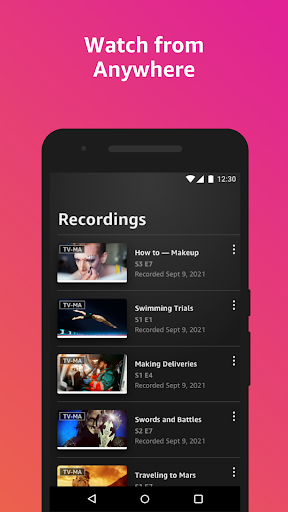 Watch from
Anywhere
12:30
Recordings
TV-MA
How to — Makeup
S3 E7
Recorded Sept 9, 2021
TV-MA
Swimming Trials
S1 E1
Recorded Sept 9, 2021
TV-MA
Making Deliveries
S1 E4
Recorded Sept 9, 2021
TV-MA
Swords and Battles
S2 E7
Recorded Sept 9, 2021
TV-MA
Traveling to Mars